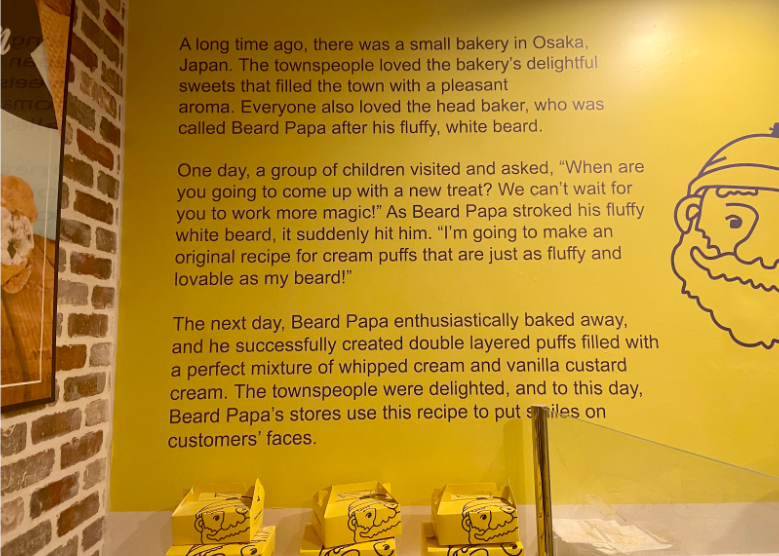 A long time ago, there was a small bakery in Osaka,
Japan. The townspeople loved the bakery's delightful
sweets that filled the town with a pleasant
aroma. Everyone also loved the head baker, who was
called Beard Papa after his fluffy, white beard.
One day, a group of children visited and asked, “When are
you going to come up with a new treat? We can't wait for
you to work more magic!” As Beard Papa stroked his fluffy
white beard, it suddenly hit him. “I'm going to make an
original recipe for cream puffs that are just as fluffy and
lovable as my beard!”
The next day, Beard Papa enthusiastically baked away,
and he successfully created double layered puffs filled with
a perfect mixture of whipped cream and vanilla custard
cream. The townspeople were delighted, and to this day,
Beard Papa's stores use this recipe to put smiles on
customers' faces.